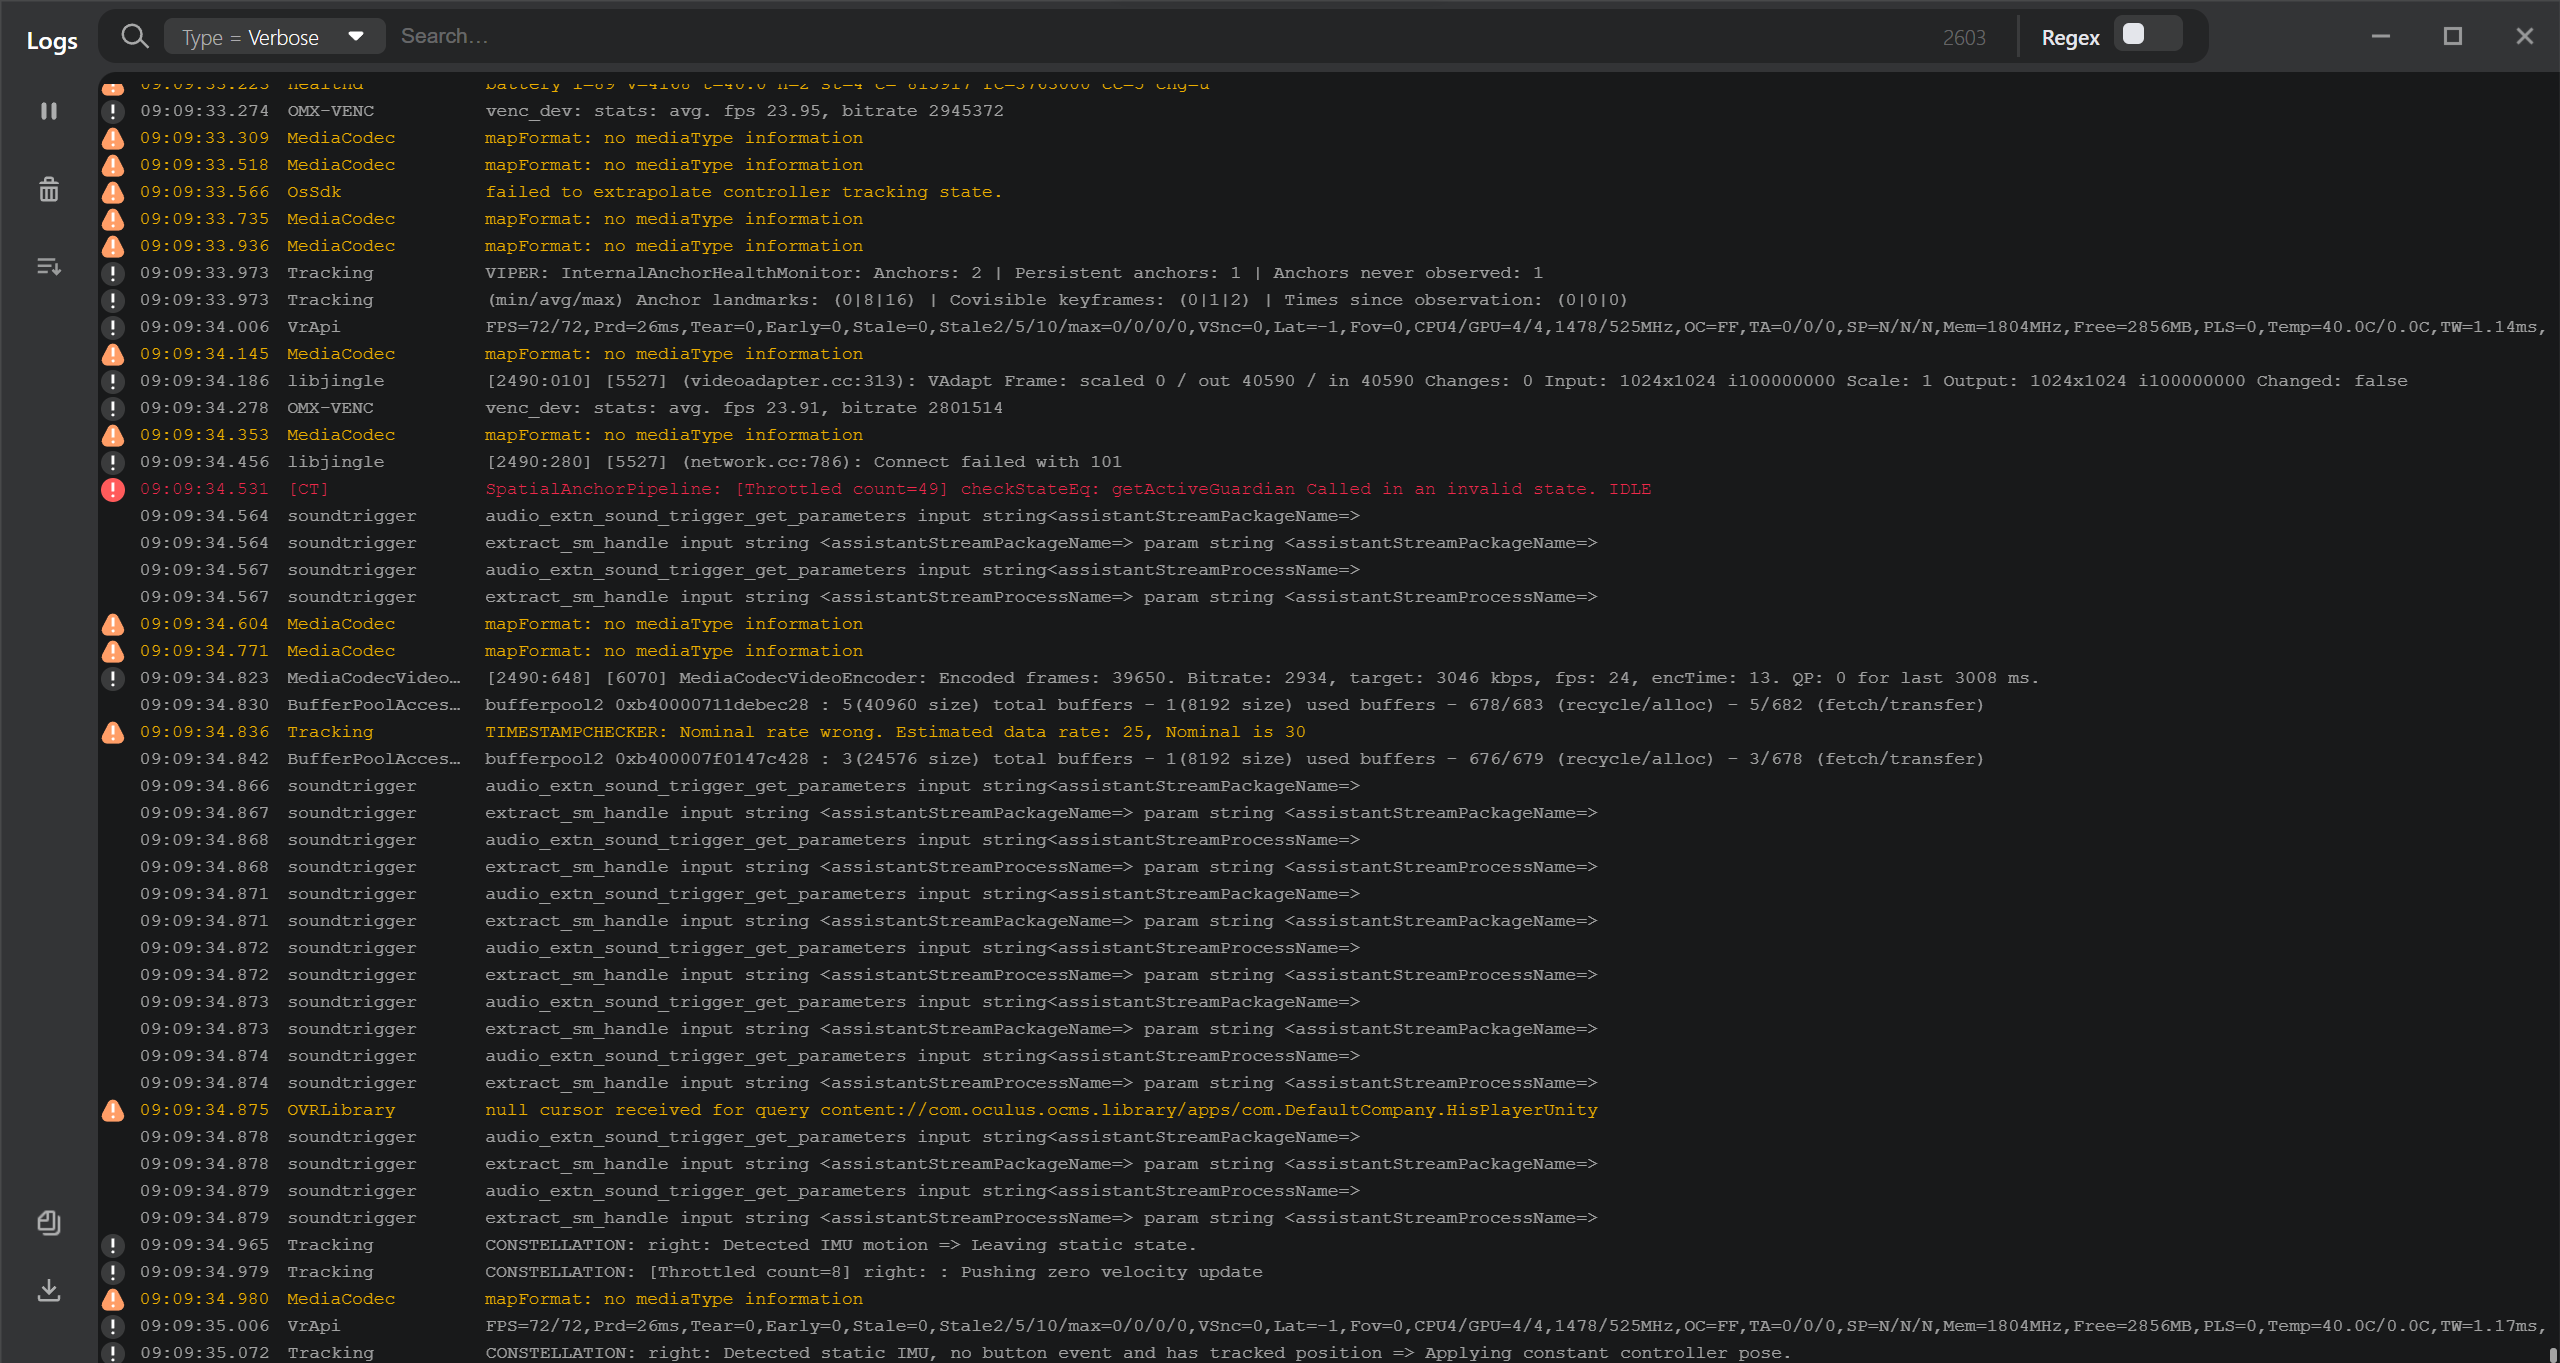 Logs
Type = Verbose
Search...
2603
Regex
09:09:33.223 healthd battery l=89 v=4168 t=40.0 h=2 st=4 fc=3763000 cc=5 chg=u
09:09:33.274 OMX-VENC venc_dev: stats: avg. fps 23.95, bitrate 2945372
09:09:33.309 MediaCodec mapFormat: no mediaType information
09:09:33.518 MediaCodec mapFormat: no mediaType information
09:09:33.566 OsSdk failed to extrapolate controller tracking state.
09:09:33.735 MediaCodec mapFormat: no mediaType information
09:09:33.936 MediaCodec mapFormat: no mediaType information
09:09:33.973 Tracking VIPER: InternalAnchorHealthMonitor: Anchors: 2 | Persistent anchors: 1 | Anchors never observed: 1
09:09:33.973 Tracking (min/avg/max) Anchor landmarks: (0|8|16) | Covisible keyframes: (0|1|2) | Times since observation: (0|0|0)
09:09:34.006 VrApi FPS=72/72,Prd=26ms,Tear=0,Early=0,Stale=0,Stale2/5/10/max=0/0/0/0,VSnc=0,Lat=-1,Fov=0,CPU4/GPU=4/4,1478/525MHz,OC=FF,TA=0/0/0,SP=N/N/N,Mem=1804MHz,Free=2856MB,PLS=0,Temp=40.0C/0.0C,TW=1.14ms,
09:09:34.145 MediaCodec mapFormat: no mediaType information
09:09:34.186 libjingle [2490:010] [5527] (videoadapter.cc:313): VAdapt Frame: scaled 0 / out 40590 / in 40590 Changes: 0 Input: 1024x1024 i100000000 Scale: 1 Output: 1024x1024 i100000000 Changed: false
09:09:34.278 OMX-VENC venc_dev: stats: avg. fps 23.91, bitrate 2801514
09:09:34.353 MediaCodec mapFormat: no mediaType information
09:09:34.456 libjingle [2490:280] [5527] (network.cc:786): Connect failed with 101
09:09:34.531 [CT] SpatialAnchorPipeline: [Throttled count=49] checkStateEq: getActiveGuardian Called in an invalid state. IDLE
09:09:34.564 soundtrigger audio_extn_sound_trigger_get_parameters input string<assistantStreamPackageName=>
09:09:34.564 soundtrigger extract_sm_handle input string <assistantStreamPackageName=> param string <assistantStreamPackageName=>
09:09:34.567 soundtrigger audio_extn_sound_trigger_get_parameters input string<assistantStreamProcessName=>
09:09:34.567 soundtrigger extract_sm_handle input string <assistantStreamProcessName=> param string <assistantStreamProcessName=>
09:09:34.604 MediaCodec mapFormat: no mediaType information
09:09:34.771 MediaCodec mapFormat: no mediaType information
09:09:34.823 MediaCodecVideo… [2490:648] [6070] MediaCodecVideoEncoder: Encoded frames: 39650. Bitrate: 2934, target: 3046 kbps, fps: 24, encTime: 13. QP: 0 for last 3008 ms.
09:09:34.830 BufferPoolAcces… bufferpool2 0xb40000711debec28 : 5(40960 size) total buffers - 1(8192 size) used buffers - 678/683 (recycle/alloc) - 5/682 (fetch/transfer)
09:09:34.836 Tracking TIMESTAMPCHECKER: Nominal rate wrong. Estimated data rate: 25, Nominal is 30
09:09:34.842 BufferPoolAcces… bufferpool2 0xb400007f0147c428 : 3(24576 size) total buffers - 1(8192 size) used buffers - 676/679 (recycle/alloc) - 3/678 (fetch/transfer)
09:09:34.866 soundtrigger audio_extn_sound_trigger_get_parameters input string<assistantStreamPackageName=>
09:09:34.867 soundtrigger extract_sm_handle input string <assistantStreamPackageName=> param string <assistantStreamPackageName=>
09:09:34.868 soundtrigger audio_extn_sound_trigger_get_parameters input string<assistantStreamProcessName=>
09:09:34.868 soundtrigger extract_sm_handle input string <assistantStreamProcessName=> param string <assistantStreamProcessName=>
09:09:34.871 soundtrigger audio_extn_sound_trigger_get_parameters input string<assistantStreamPackageName=>
09:09:34.871 soundtrigger extract_sm_handle input string <assistantStreamPackageName=> param string <assistantStreamPackageName=>
09:09:34.872 soundtrigger audio_extn_sound_trigger_get_parameters input string<assistantStreamProcessName=>
09:09:34.872 soundtrigger extract_sm_handle input string <assistantStreamProcessName=> param string <assistantStreamProcessName=>
09:09:34.873 soundtrigger audio_extn_sound_trigger_get_parameters input string<assistantStreamPackageName=>
09:09:34.873 soundtrigger extract_sm_handle input string <assistantStreamPackageName=> param string <assistantStreamPackageName=>
09:09:34.874 soundtrigger audio_extn_sound_trigger_get_parameters input string<assistantStreamProcessName=>
09:09:34.874 soundtrigger extract_sm_handle input string <assistantStreamProcessName=> param string <assistantStreamProcessName=>
09:09:34.875 OVRLibrary null cursor received for query content://com.oculus.ocms.library/apps/com.DefaultCompany.HisPlayerUnity
09:09:34.878 soundtrigger audio_extn_sound_trigger_get_parameters input string<assistantStreamPackageName=>
09:09:34.878 soundtrigger extract_sm_handle input string <assistantStreamPackageName=> param string <assistantStreamPackageName=>
09:09:34.879 soundtrigger audio_extn_sound_trigger_get_parameters input string<assistantStreamProcessName=>
09:09:34.879 soundtrigger extract_sm_handle input string <assistantStreamProcessName=> param string <assistantStreamProcessName=>
09:09:34.965 Tracking CONSTELLATION: right: Detected IMU motion => Leaving static state.
09:09:34.979 Tracking CONSTELLATION: [Throttled count=8] right: : Pushing zero velocity update
09:09:34.980 MediaCodec mapFormat: no mediaType information
09:09:35.006 VrApi FPS=72/72,Prd=26ms,Tear=0,Early=0,Stale=0,Stale2/5/10/max=0/0/0/0,VSnc=0,Lat=-1,Fov=0,CPU4/GPU=4/4,1478/525MHz,OC=FF,TA=0/0/0,SP=N/N/N,Mem=1804MHz,Free=2856MB,PLS=0,Temp=40.0C/0.0C,TW=1.17ms,
09:09:35.072 Tracking CONSTELLATION: right: Detected static IMU, no button event and has tracked position => Applying constant controller pose.